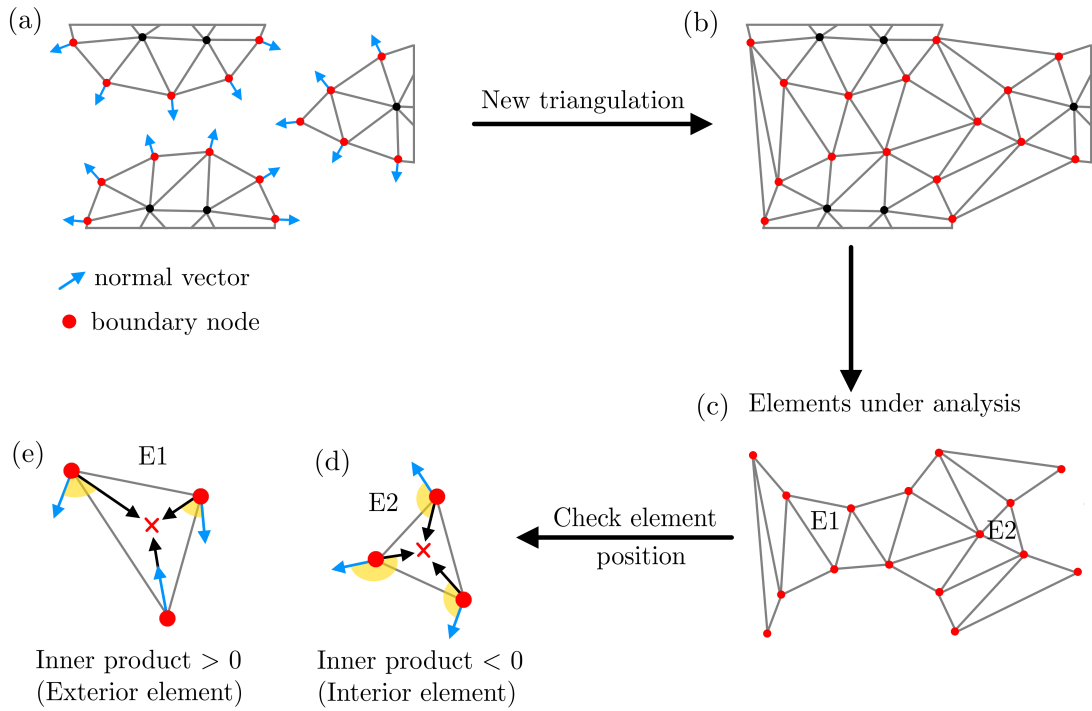 (a)
(b)
New triangulation
normal vector
boundary node
(c)
Elements under analysis
(e)
E1
(d)
E2
Check element
position
E1
E2
Inner product > 0
(Exterior element)
Inner product < 0
(Interior element)